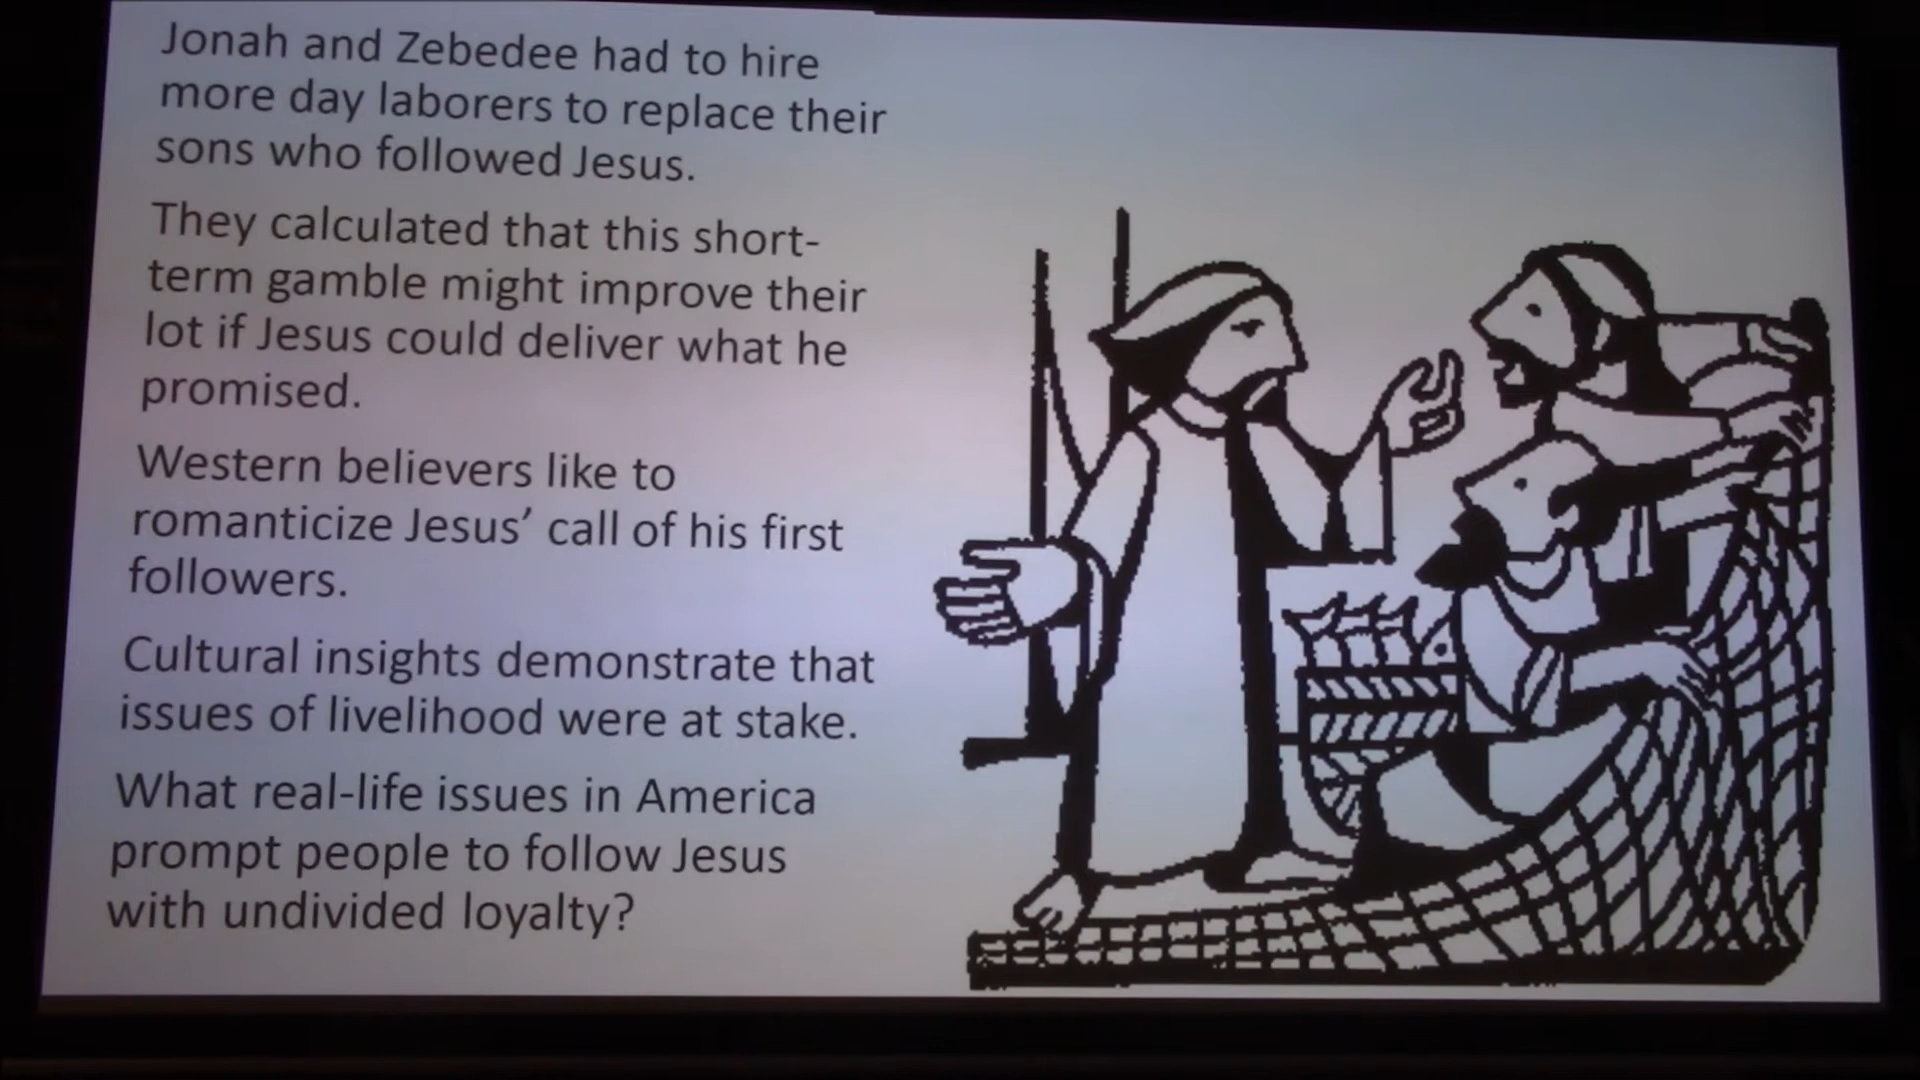 Jonah and Zebedee had to hire
more day laborers to replace their
sons who followed Jesus.
They calculated that this short-
term gamble might improve their
lot if Jesus could deliver what he
promised.
Western believers like to
romanticize Jesus’ call of his first
followers.
Cultural insights demonstrate that
issues of livelihood were at stake.
What real-life issues in America
prompt people to follow Jesus
with undivided loyalty?